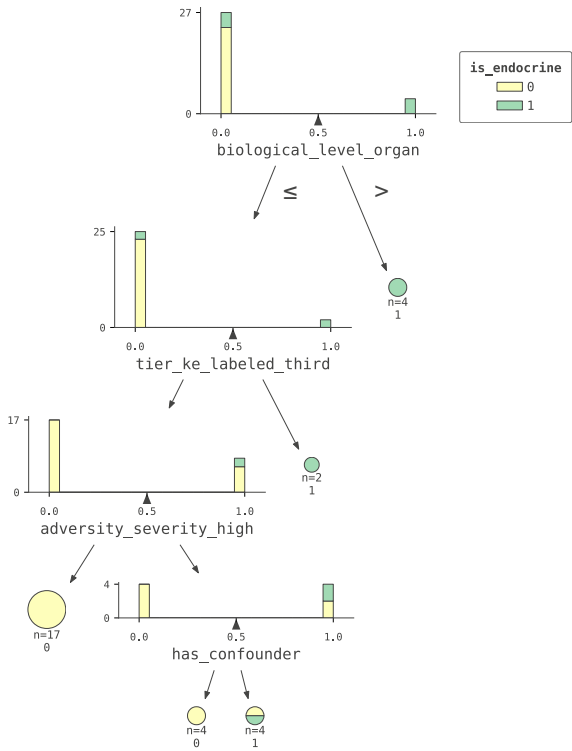 27
0
0.0
0.5
1.0
biological_level_organ
is_endocrine
0
1
≤
>
25
0
0.0
0.5
1.0
tier_ke_labeled_third
n=4
1
17
0
0.0
0.5
1.0
adversity_severity_high
n=2
1
n=17
0
4
0
0.0
0.5
1.0
has_confounder
n=4
0
n=4
1